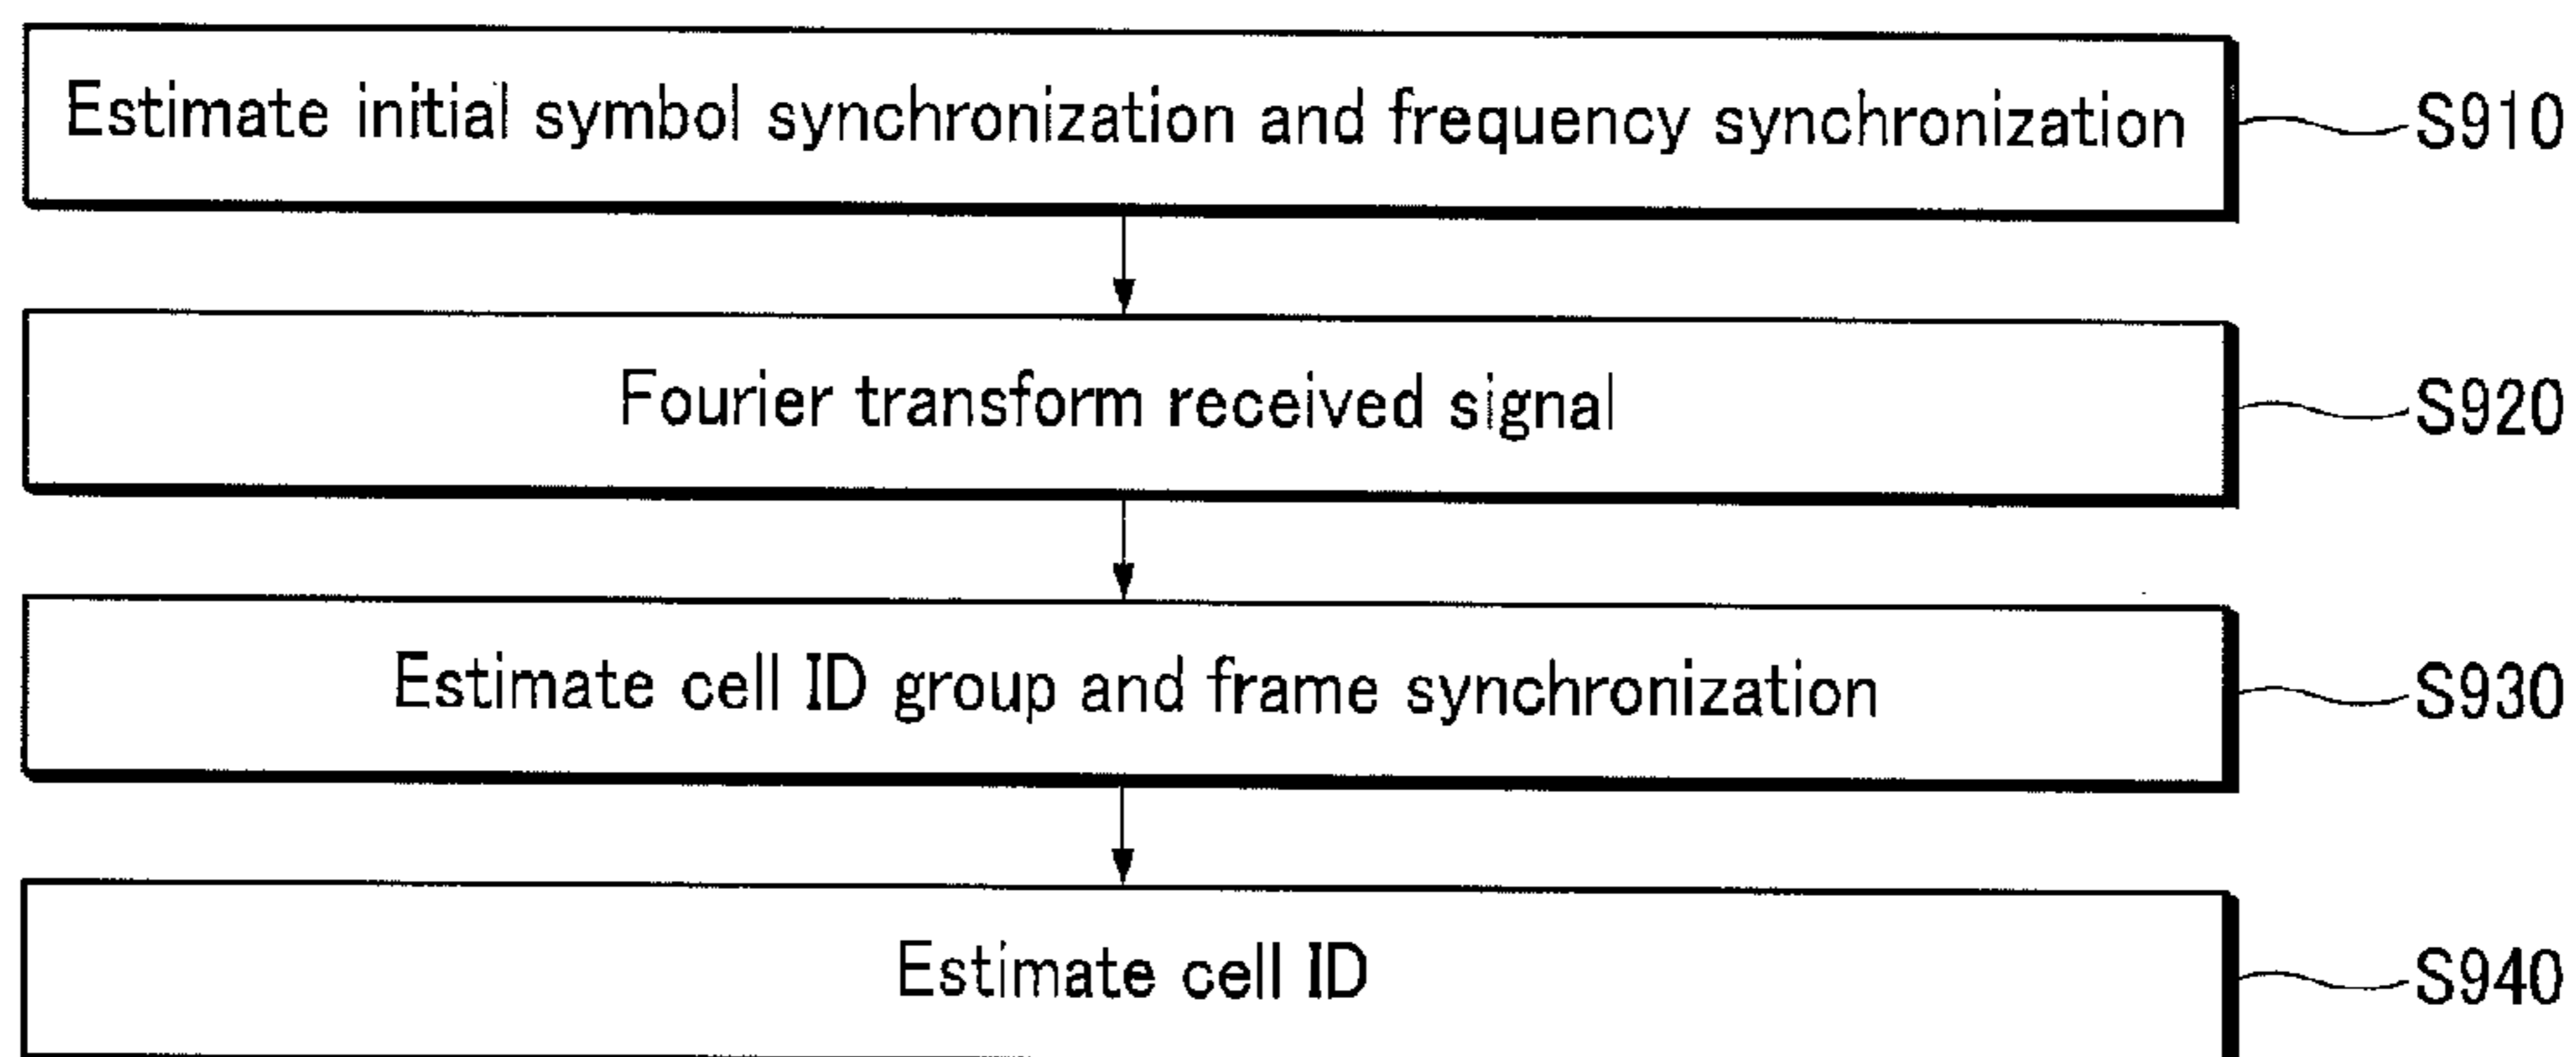 Estimate initial symbol synchronization and frequency synchronization S910
Fourier transform received signal S920
Estimate cell ID group and frame synchronization S930
Estimate cell ID S940